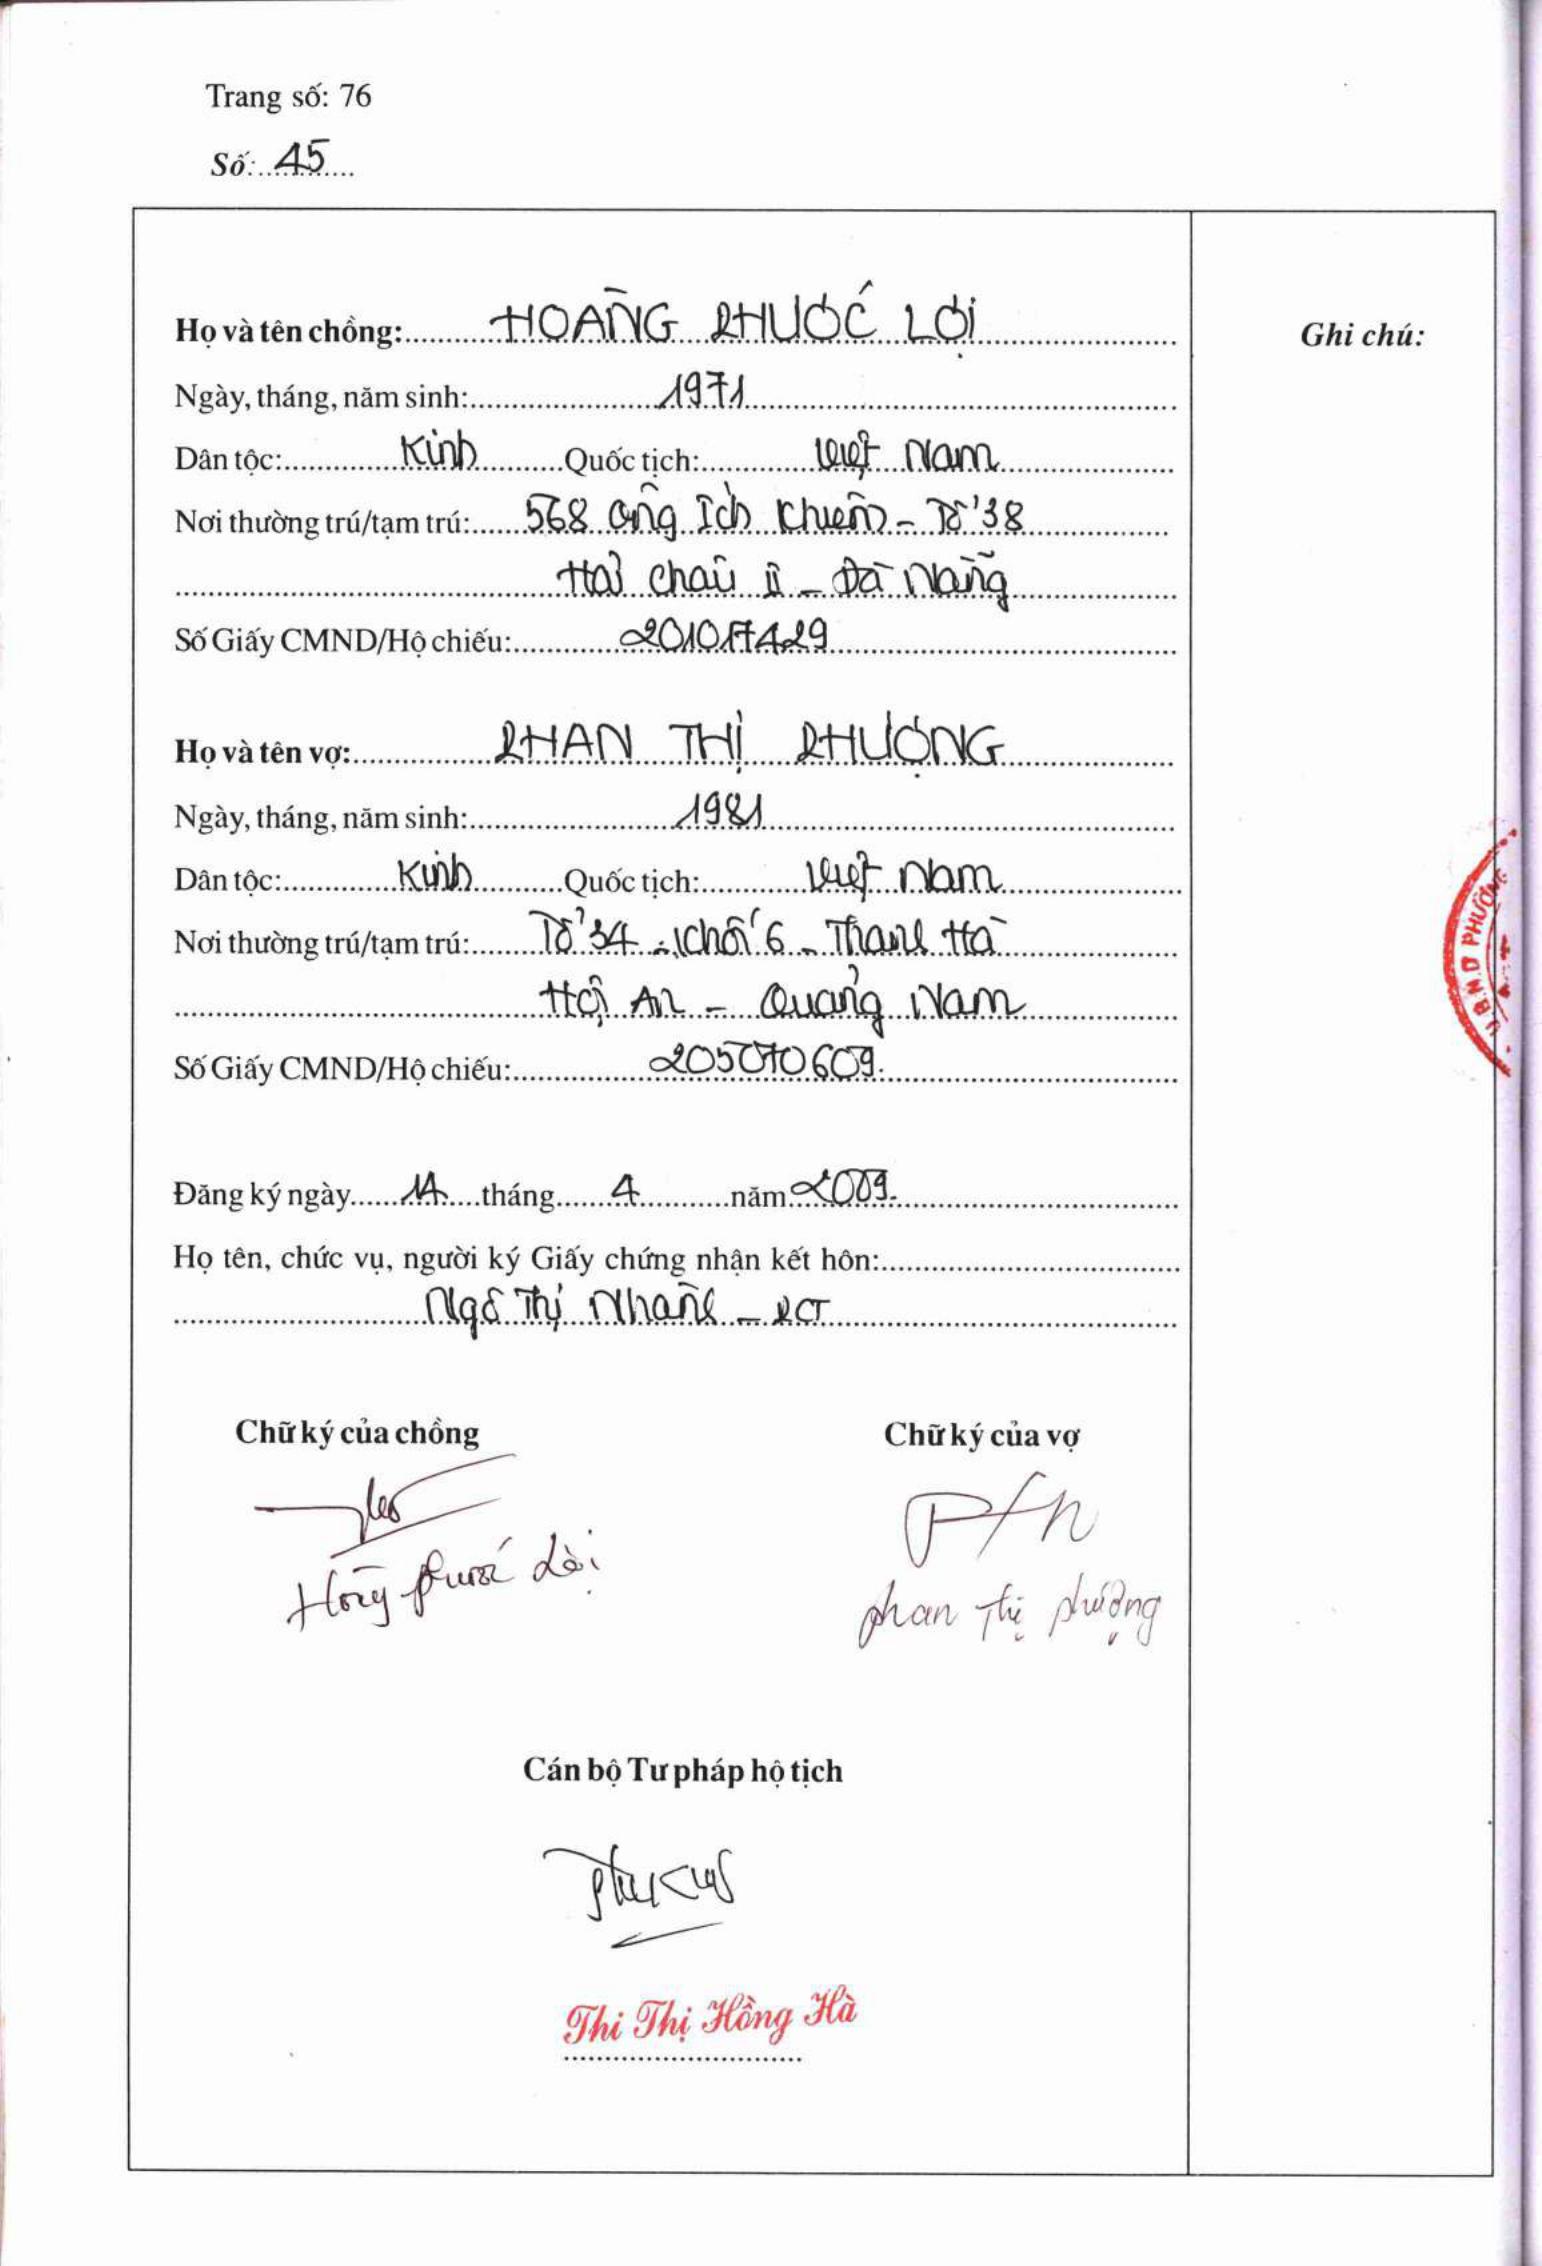 Trang số: 76
Số: 45
Họ và tên chồng: HOÀNG PHƯỚC LỢI
Ghi chú:
Ngày, tháng, năm sinh: 1971
Dân tộc: Kinh Quốc tịch: Việt Nam
Nơi thường trú/tạm trú: 568 Ông Ích Khiêm - Tổ 38
Hải Châu II - Đà Nẵng
Số Giấy CMND/Hộ chiếu: 201017429
Họ và tên vợ: PHAN THỊ PHƯỢNG
Ngày, tháng, năm sinh: 1981
Dân tộc: Kinh Quốc tịch: Việt Nam
Nơi thường trú/tạm trú: Tổ 34 - Khối 6 - Thanh Hà
Hội An - Quảng Nam
Số Giấy CMND/Hộ chiếu: 205070609
U.B.N.D PHƯỜNG
Đăng ký ngày 14 tháng 4 năm 2009.
Họ tên, chức vụ, người ký Giấy chứng nhận kết hôn:
Ngô Thị Nhành - PCT
Chữ ký của chồng Chữ ký của vợ
Hoàng Phước Lợi
Phan Thị Phượng
Cán bộ Tư pháp hộ tịch
Thi Thị Hồng Hà